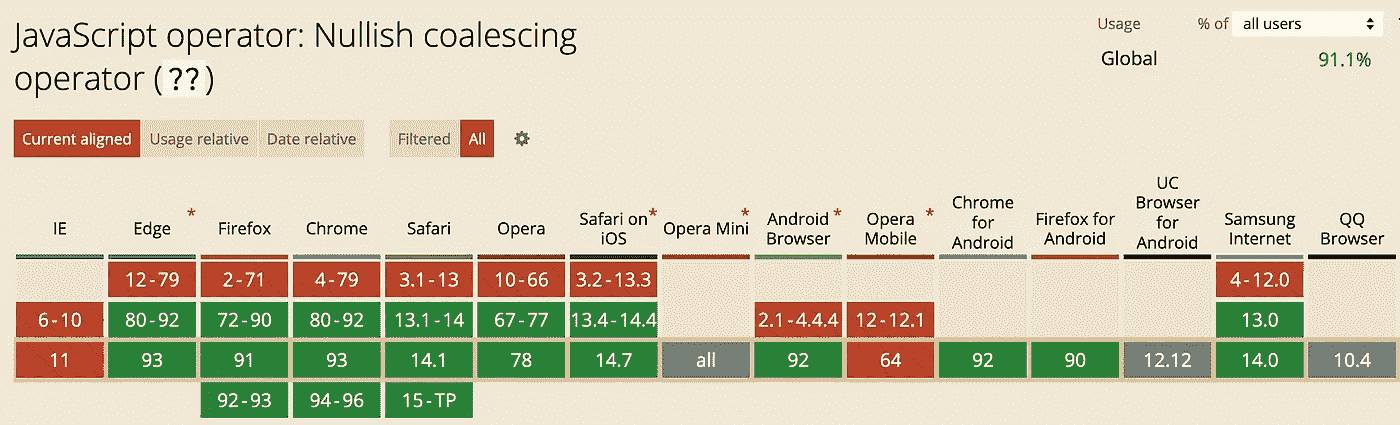 JavaScript operator: Nullish coalescing
operator (??)
Usage % of all users
Global 91.1%
Current aligned Usage relative Date relative Filtered All
IE Edge * Firefox Chrome Safari Opera Safari on iOS * Opera Mini * Android Browser * Opera Mobile * Chrome for Android Firefox for Android UC Browser for Android Samsung Internet QQ Browser
12-79 2-71 4-79 3.1-13 10-66 3.2-13.3 4-12.0
6-10 80-92 72-90 80-92 13.1-14 67-77 13.4-14.4 2.1-4.4.4 12-12.1 13.0
11 93 91 93 14.1 78 14.7 all 92 64 92 90 12.12 14.0 10.4
92-93 94-96 15-TP